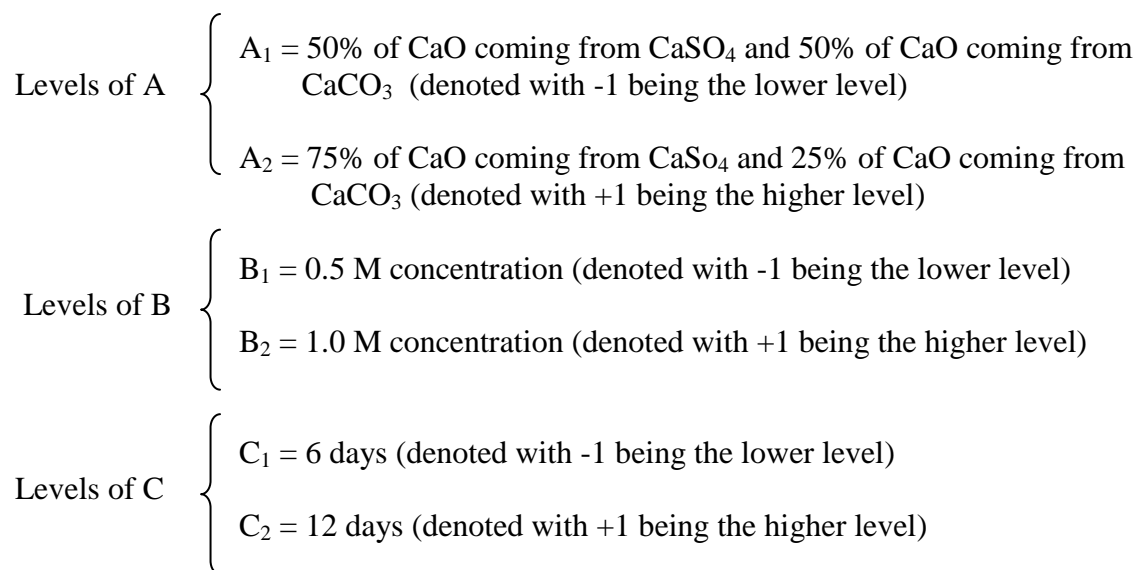 A₁ = 50% of CaO coming from CaSO₄ and 50% of CaO coming from
Levels of A
CaCO₃ (denoted with -1 being the lower level)
A₂ = 75% of CaO coming from CaSo₄ and 25% of CaO coming from
CaCO₃ (denoted with +1 being the higher level)
B₁ = 0.5 M concentration (denoted with -1 being the lower level)
Levels of B
B₂ = 1.0 M concentration (denoted with +1 being the higher level)
C₁ = 6 days (denoted with -1 being the lower level)
Levels of C
C₂ = 12 days (denoted with +1 being the higher level)